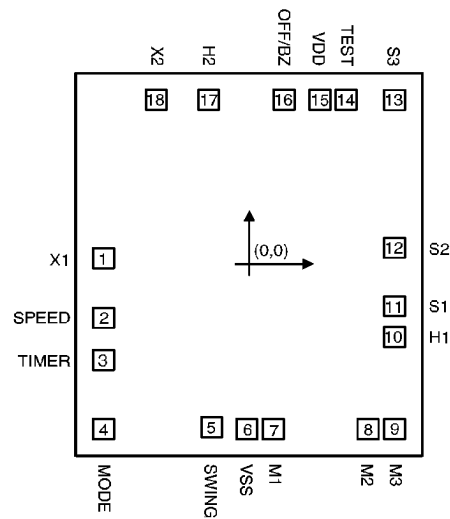 X2 H2 OFF/BZ VDD TEST S3
18 17 16 15 14 13
(0,0)
X1 1 12 S2
SPEED 2 11 S1
10 H1
TIMER 3
4 5 6 7 8 9
MODE SWING VSS M1 M2 M3